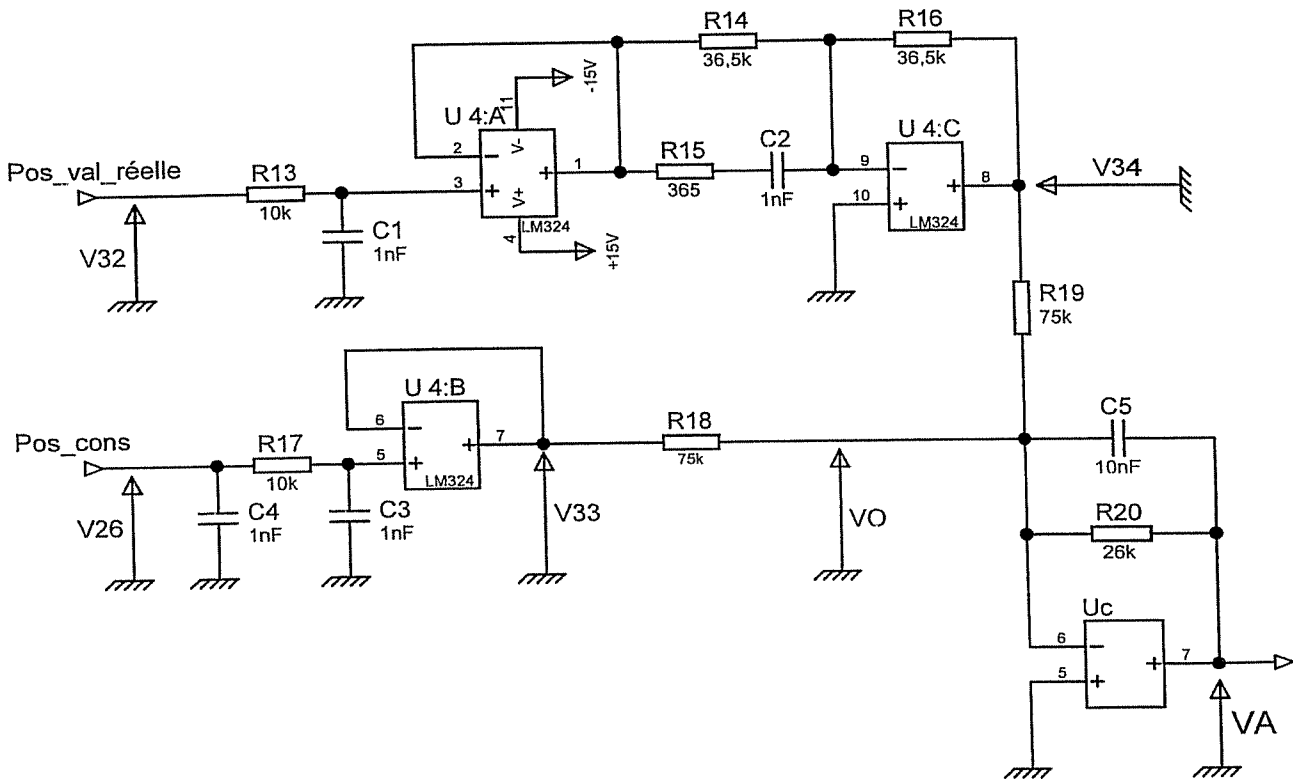 R14
36,5k
R16
36,5k
-15V
11
U 4:A
V-
2
1
3
V+
4
LM324
+15V
Pos_val_réelle
R13
10k
C1
1nF
V32
R15
365
C2
1nF
U 4:C
9
8
10
LM324
V34
R19
75k
U 4:B
6
7
5
LM324
Pos_cons
R17
10k
C4
1nF
C3
1nF
V26
V33
R18
75k
VO
C5
10nF
R20
26k
Uc
6
7
5
VA